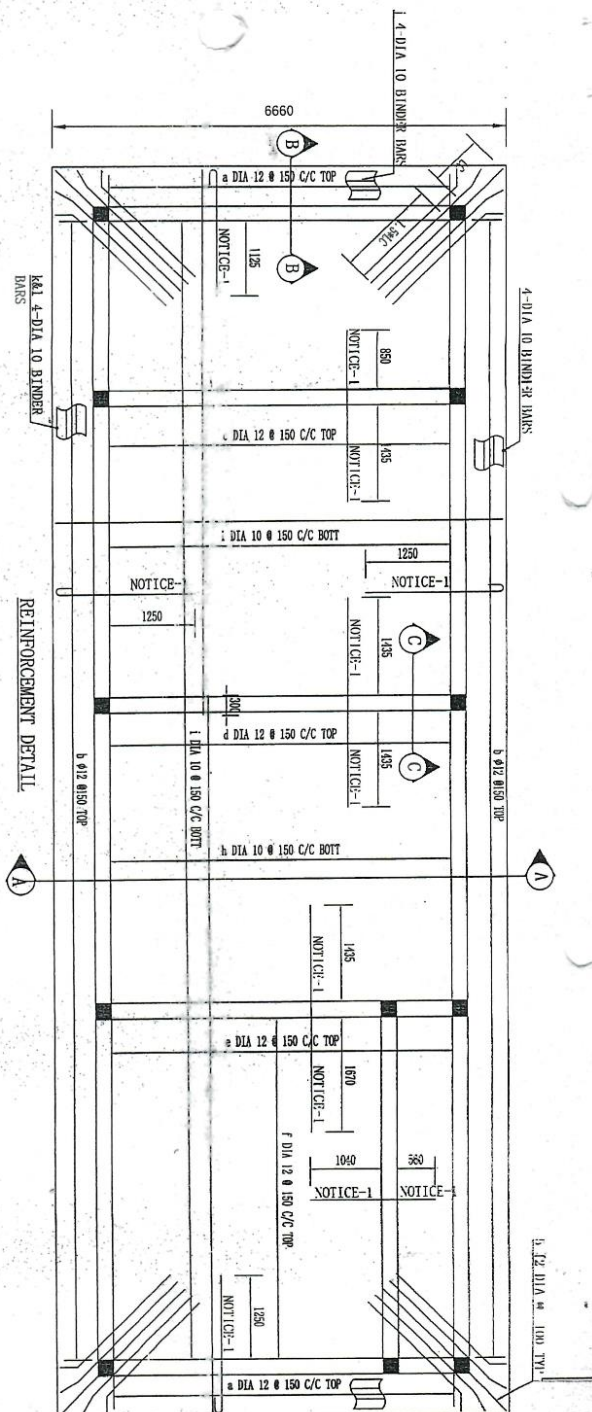 j 4-DIA 10 BINDER BARS
6660
B
a DIA 12 @ 150 C/C TOP
B
LC
1.5*LC
1125
NOTICE-1
4-DIA 10 BINDER BARS
k&l 4-DIA 10 BINDER
BARS
850
NOTICE-1
c DIA 12 @ 150 C/C TOP
1435
NOTICE-1
i DIA 10 @ 150 C/C BOTT
1250
NOTICE-1
NOTICE-
1250
1435
NOTICE-1
C
C
300
d DIA 12 @ 150 C/C TOP
1435
NOTICE-1
b ø12 @150 TOP
i DIA 10 @ 150 C/C BOTT
b ø12 @150 TOP
h DIA 10 @ 150 C/C BOTT
A
A
1435
NOTICE-1
e DIA 12 @ 150 C/C TOP
1670
NOTICE-1
f DIA 12 @ 150 C/C TOP
1040
560
NOTICE-1
NOTICE-1
1250
NOTICE-1
a DIA 12 @ 150 C/C TOP
REINFORCEMENT DETAIL